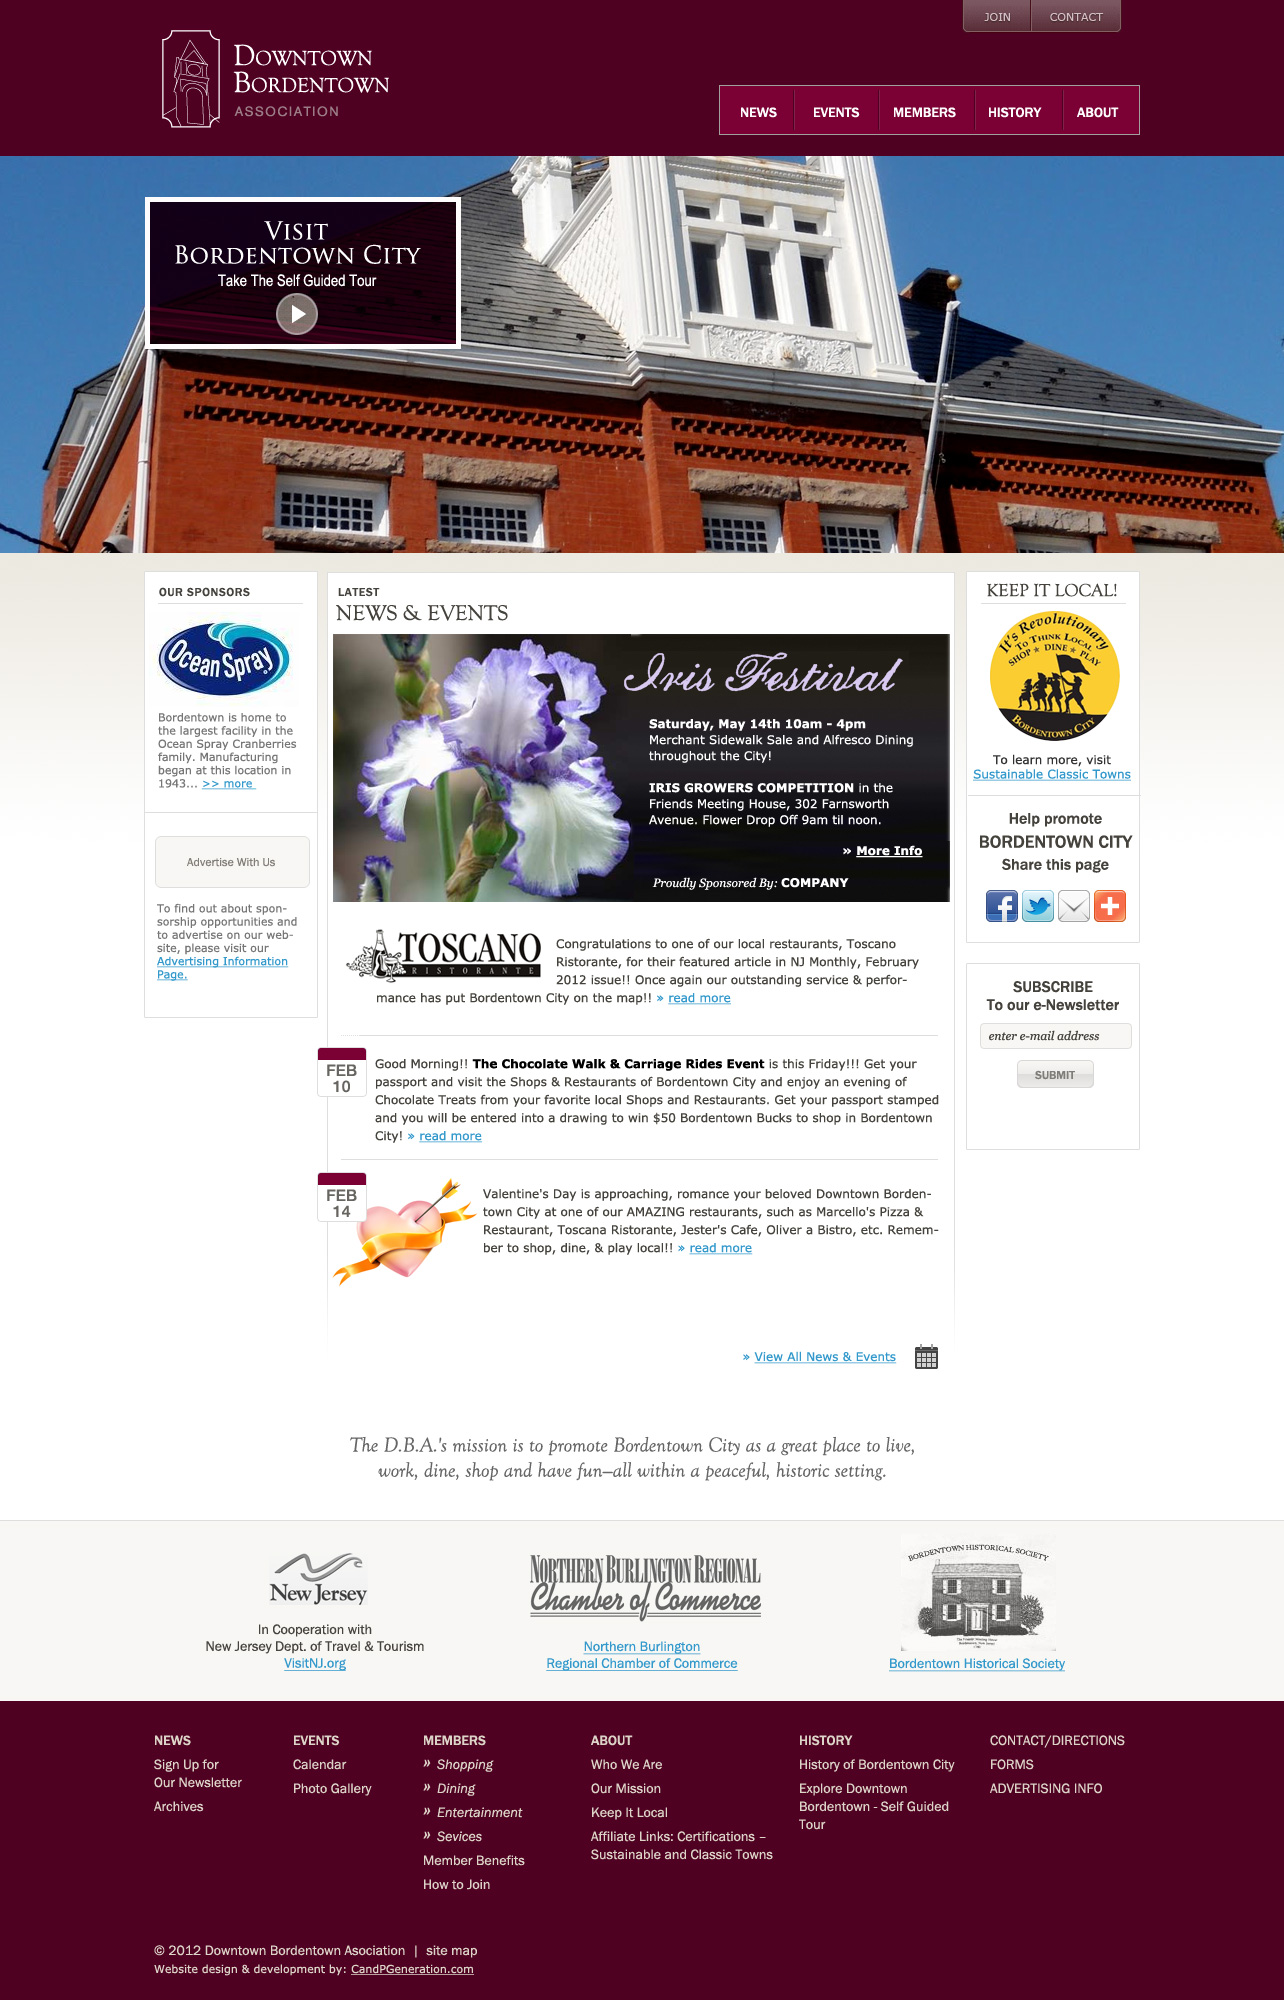 JOIN
CONTACT
DOWNTOWN
BORDENTOWN
ASSOCIATION
NEWS
EVENTS
MEMBERS
HISTORY
ABOUT
VISIT
BORDENTOWN CITY
Take The Self Guided Tour
OUR SPONSORS
Ocean Spray
Bordentown is home to
the largest facility in the
Ocean Spray Cranberries
family. Manufacturing
began at this location in
1943... >> more
Advertise With Us
To find out about spon-
sorship opportunities and
to advertise on our web-
site, please visit our
Advertising Information
Page.
LATEST
NEWS & EVENTS
Iris Festival
Saturday, May 14th 10am - 4pm
Merchant Sidewalk Sale and Alfresco Dining
throughout the City!
IRIS GROWERS COMPETITION in the
Friends Meeting House, 302 Farnsworth
Avenue. Flower Drop Off 9am til noon.
» More Info
Proudly Sponsored By: COMPANY
TOSCANO
RISTORANTE
Congratulations to one of our local restaurants, Toscano
Ristorante, for their featured article in NJ Monthly, February
2012 issue!! Once again our outstanding service & perfor-
mance has put Bordentown City on the map!! » read more
FEB
10
Good Morning!! The Chocolate Walk & Carriage Rides Event is this Friday!!! Get your
passport and visit the Shops & Restaurants of Bordentown City and enjoy an evening of
Chocolate Treats from your favorite local Shops and Restaurants. Get your passport stamped
and you will be entered into a drawing to win $50 Bordentown Bucks to shop in Bordentown
City! » read more
FEB
14
Valentine's Day is approaching, romance your beloved Downtown Borden-
town City at one of our AMAZING restaurants, such as Marcello's Pizza &
Restaurant, Toscana Ristorante, Jester's Cafe, Oliver a Bistro, etc. Remem-
ber to shop, dine, & play local!! » read more
» View All News & Events
KEEP IT LOCAL!
It's Revolutionary
TO THINK LOCAL
SHOP ★ DINE ★ PLAY
BORDENTOWN CITY
To learn more, visit
Sustainable Classic Towns
Help promote
BORDENTOWN CITY
Share this page
SUBSCRIBE
To our e-Newsletter
enter e-mail address
SUBMIT
The D.B.A.'s mission is to promote Bordentown City as a great place to live,
work, dine, shop and have fun–all within a peaceful, historic setting.
New Jersey
In Cooperation with
New Jersey Dept. of Travel & Tourism
VisitNJ.org
NORTHERN BURLINGTON REGIONAL
Chamber of Commerce
Northern Burlington
Regional Chamber of Commerce
BORDENTOWN HISTORICAL SOCIETY
Bordentown Historical Society
NEWS
Sign Up for
Our Newsletter
Archives
EVENTS
Calendar
Photo Gallery
MEMBERS
» Shopping
» Dining
» Entertainment
» Sevices
Member Benefits
How to Join
ABOUT
Who We Are
Our Mission
Keep It Local
Affiliate Links: Certifications –
Sustainable and Classic Towns
HISTORY
History of Bordentown City
Explore Downtown
Bordentown - Self Guided
Tour
CONTACT/DIRECTIONS
FORMS
ADVERTISING INFO
© 2012 Downtown Bordentown Asociation | site map
Website design & development by: CandPGeneration.com